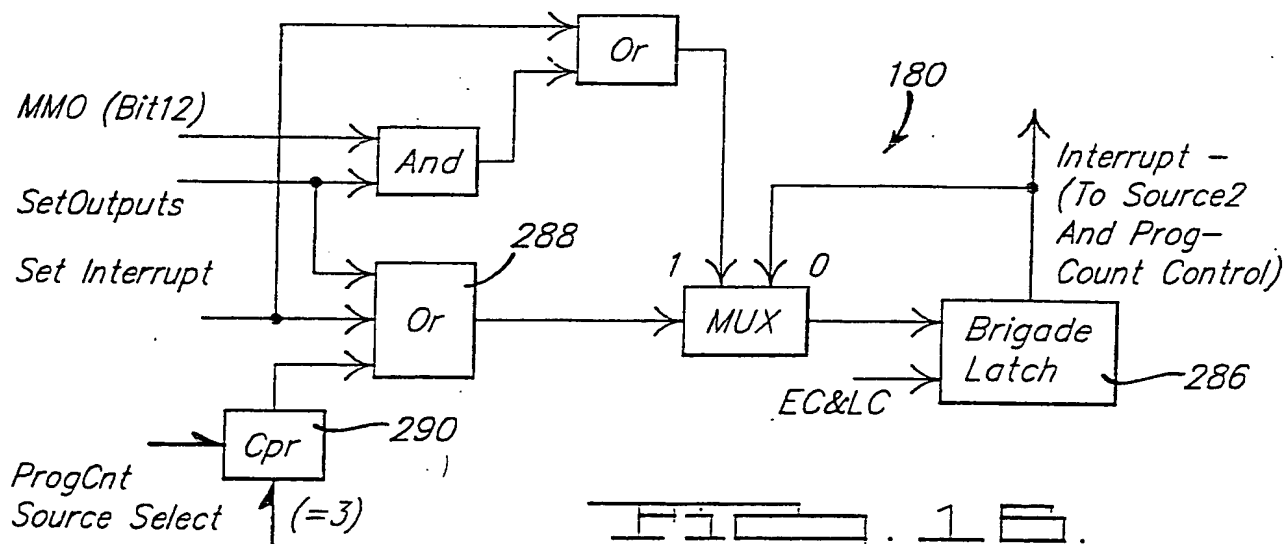 Or
180
MMO (Bit12)
And
Interrupt –
(To Source2
And Prog-
Count Control)
SetOutputs
288
Set Interrupt
1
0
Or
MUX
Brigade
Latch
286
EC&LC
Cpr
290
ProgCnt
Source Select
(=3)